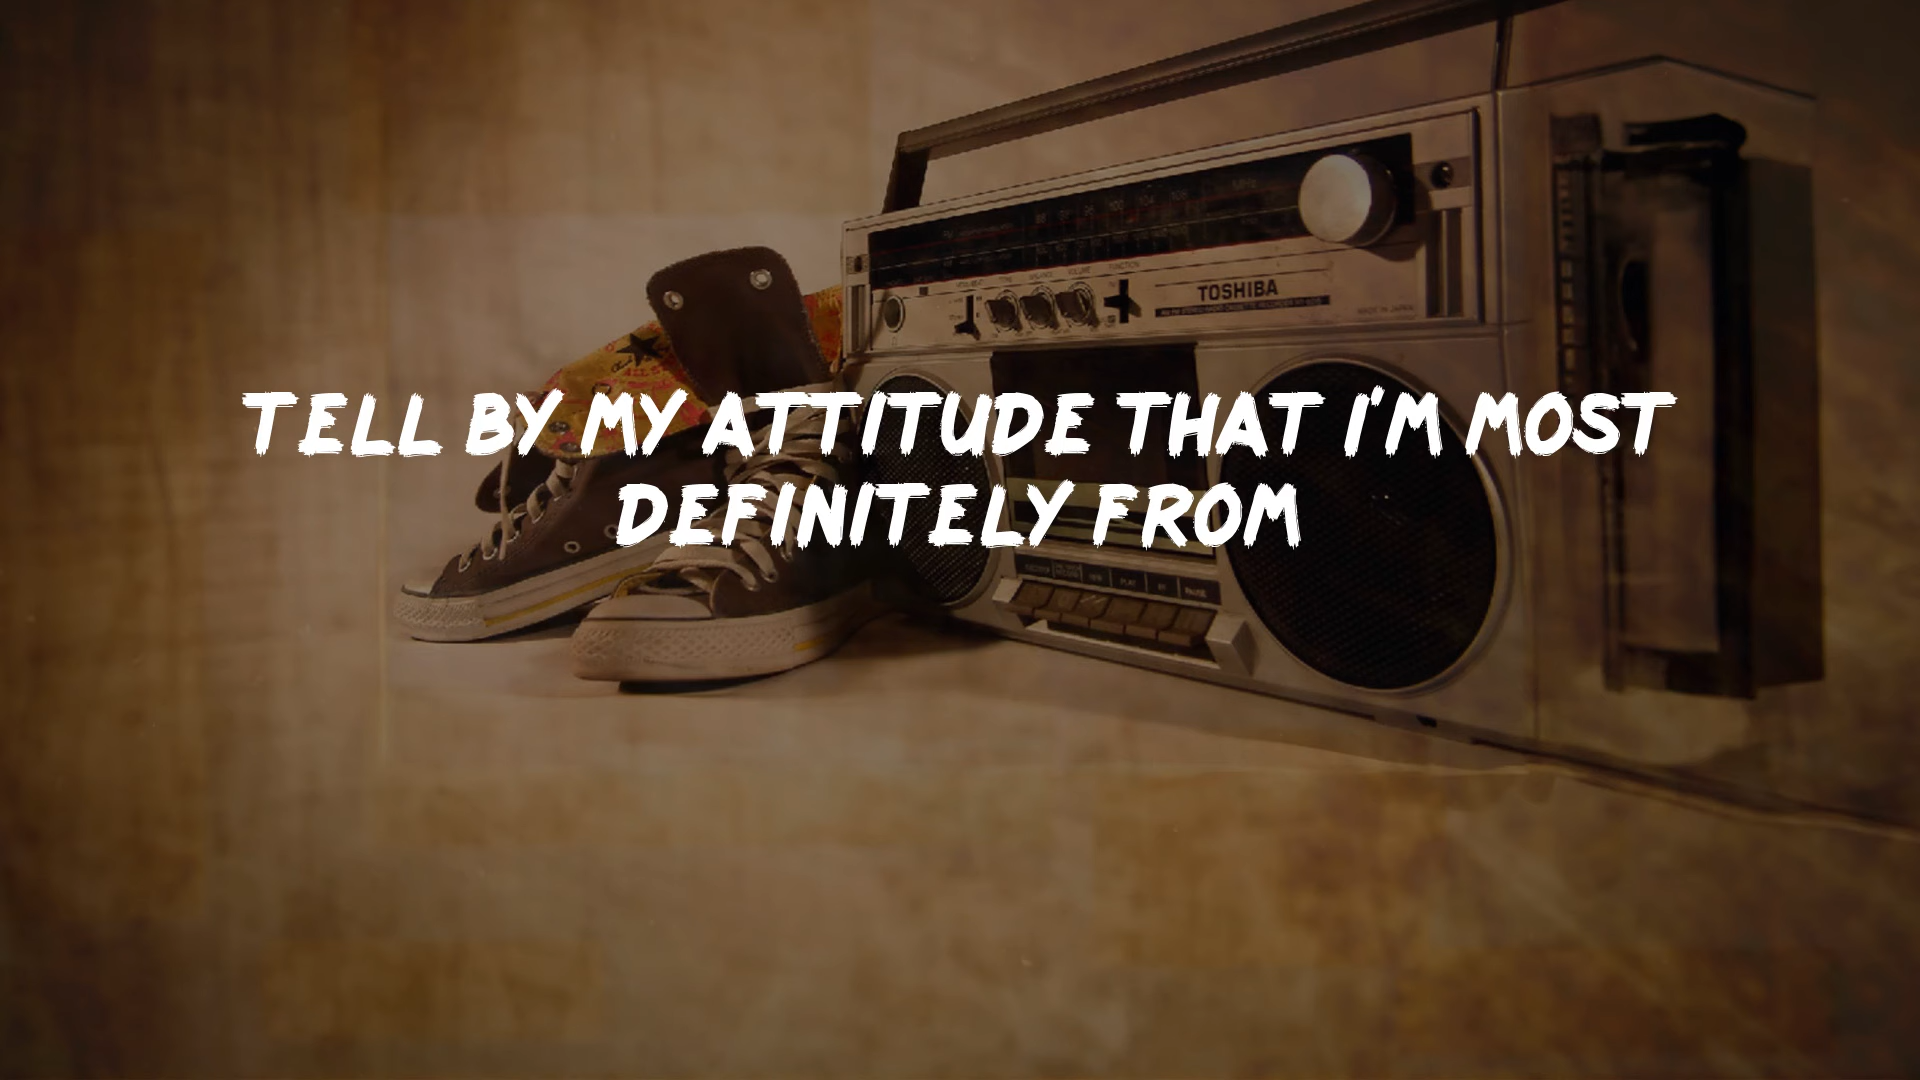 TOSHIBA
TELL BY MY ATTITUDE THAT I'M MOST
DEFINITELY FROM